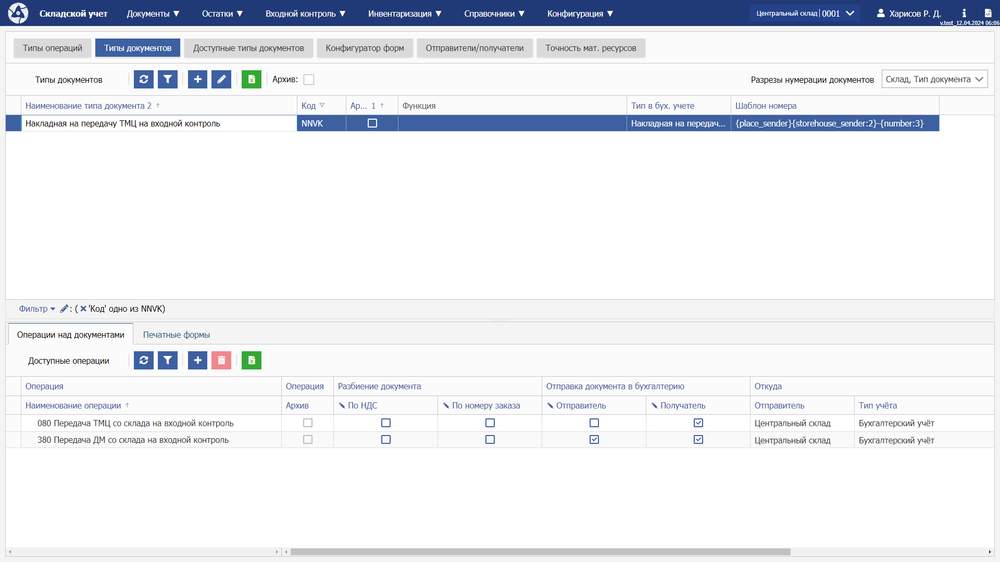 Складской учет Документы ▼ Остатки ▼ Входной контроль ▼ Инвентаризация ▼ Справочники ▼ Конфигурация ▼ Центральный склад | 0001 Харисов Р. Д.
v.test_12.04.2024 06:06
Типы операций Типы документов Доступные типы документов Конфигуратор форм Отправители/получатели Точность мат. ресурсов
Типы документов Архив: Разрезы нумерации документов Склад, Тип документа
Наименование типа документа 2 ↑ Код Ар... 1 ↑ Функция Тип в бух. учете Шаблон номера
Накладная на передачу ТМЦ на входной контроль NNVK Накладная на передач... {place_sender}{storehouse_sender:2}-{number:3}
Фильтр : ( 'Код' одно из NNVK)
Операции над документами Печатные формы
Доступные операции
Операция Операция Разбиение документа Отправка документа в бухгалтерию Откуда
Наименование операции ↑ Архив По НДС По номеру заказа Отправитель Получатель Отправитель Тип учёта
080 Передача ТМЦ со склада на входной контроль Центральный склад Бухгалтерский учёт
380 Передача ДМ со склада на входной контроль Центральный склад Бухгалтерский учёт